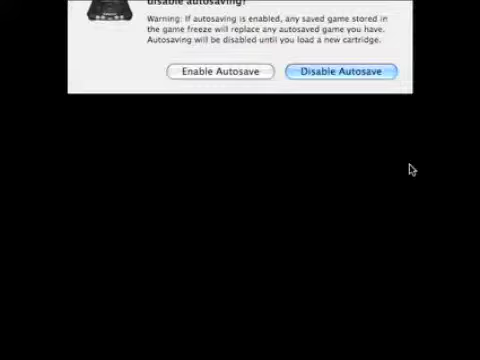 disable autosaving?
Warning: If autosaving is enabled, any saved game stored in
the game freeze will replace any autosaved game you have.
Autosaving will be disabled until you load a new cartridge.
Enable Autosave
Disable Autosave